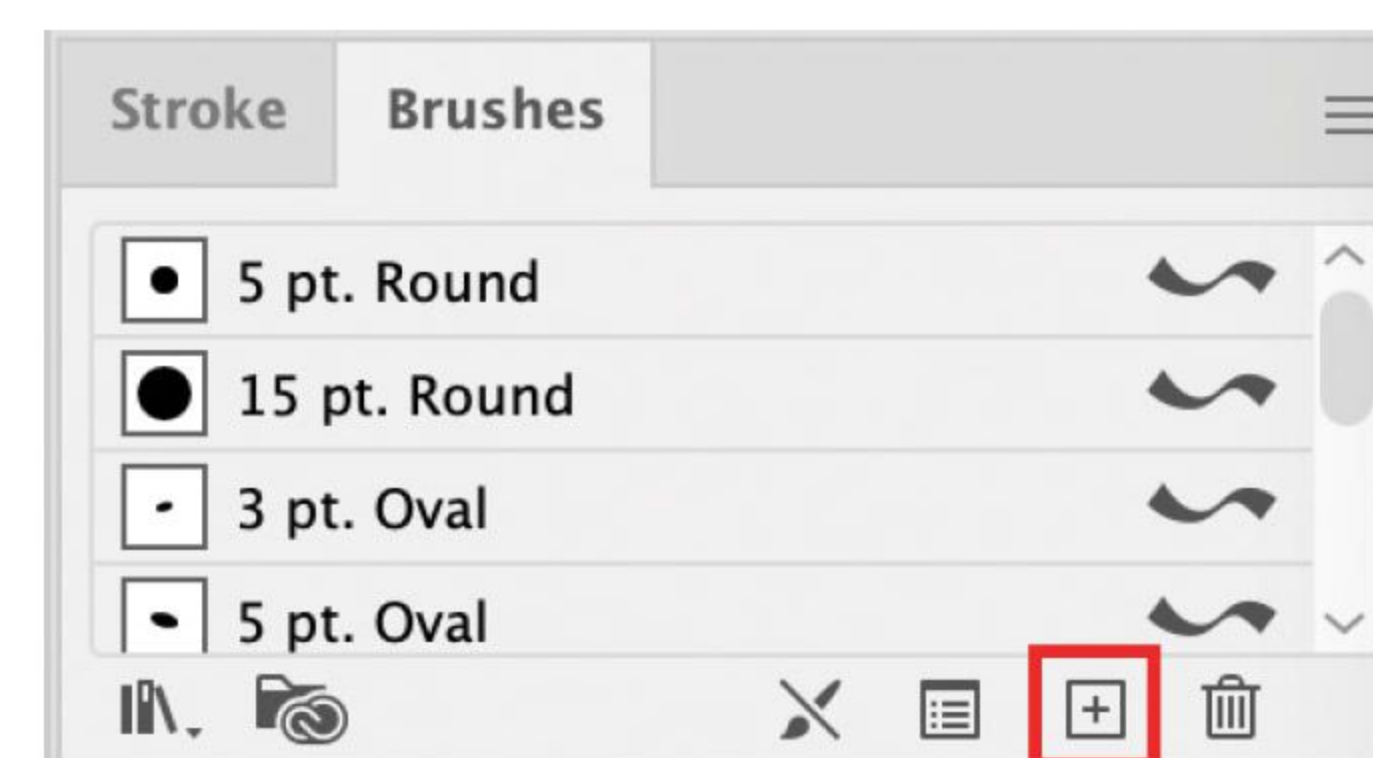 Stroke Brushes
5 pt. Round
15 pt. Round
3 pt. Oval
5 pt. Oval